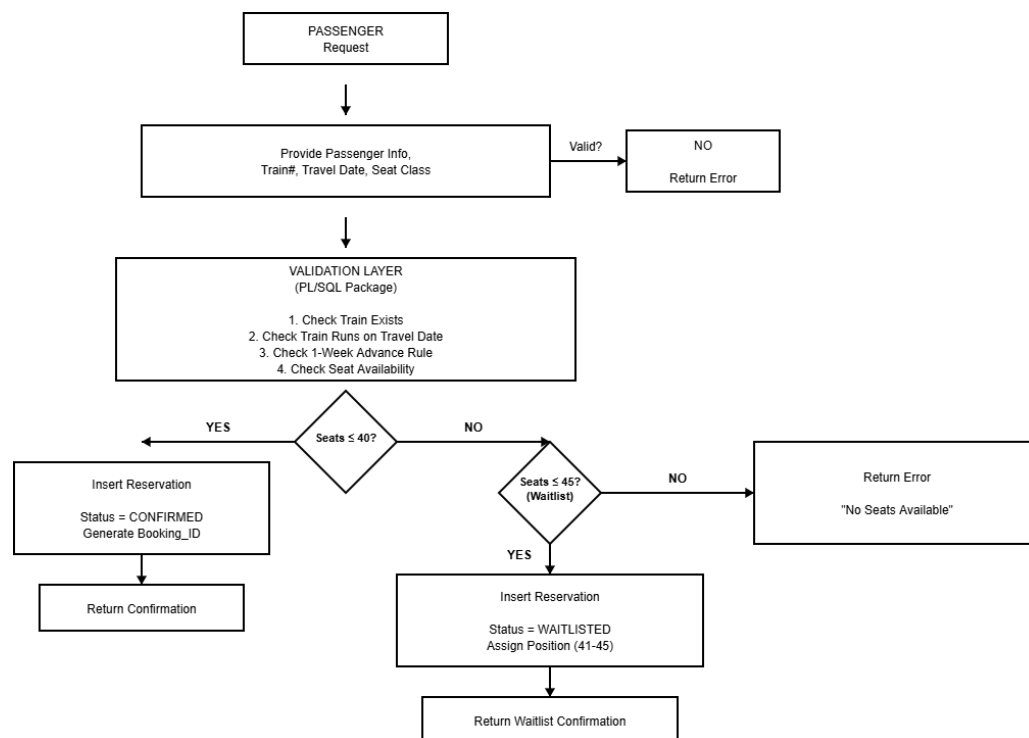 PASSENGER
Request
Provide Passenger Info,
Train#, Travel Date, Seat Class
Valid?
NO
Return Error
VALIDATION LAYER
(PL/SQL Package)
1. Check Train Exists
2. Check Train Runs on Travel Date
3. Check 1-Week Advance Rule
4. Check Seat Availability
Seats ≤ 40?
YES
NO
Insert Reservation
Status = CONFIRMED
Generate Booking_ID
Return Confirmation
Seats ≤ 45?
(Waitlist)
NO
Return Error
"No Seats Available"
YES
Insert Reservation
Status = WAITLISTED
Assign Position (41-45)
Return Waitlist Confirmation